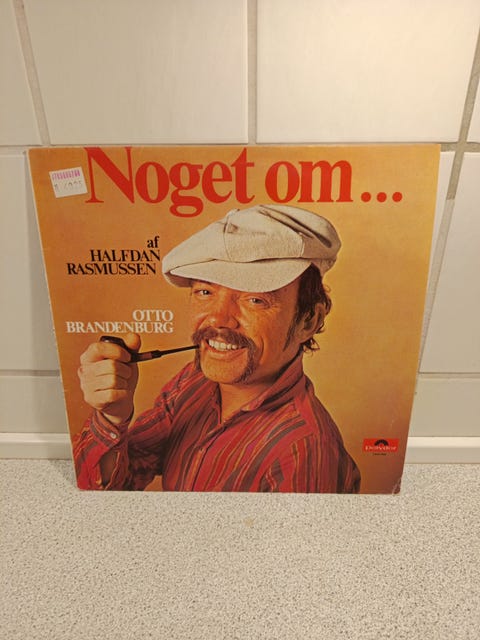 Noget om...
af
HALFDAN
RASMUSSEN
OTTO
BRANDENBURG
Polydor